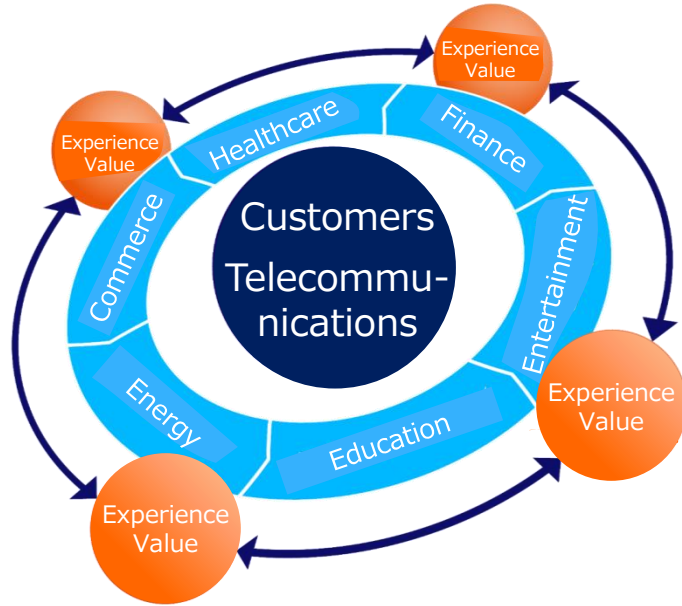 Experience
Value
Experience
Value
Healthcare
Finance
Commerce
Customers
Telecommu-
nications
Entertainment
Energy
Education
Experience
Value
Experience
Value